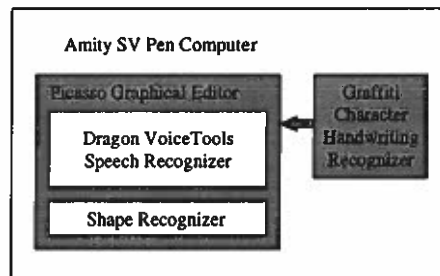 Amity SV Pen Computer
Picasso Graphical Editor
Dragon VoiceTools
Speech Recognizer
Shape Recognizer
Graffiti
Character
Handwriting
Recognizer